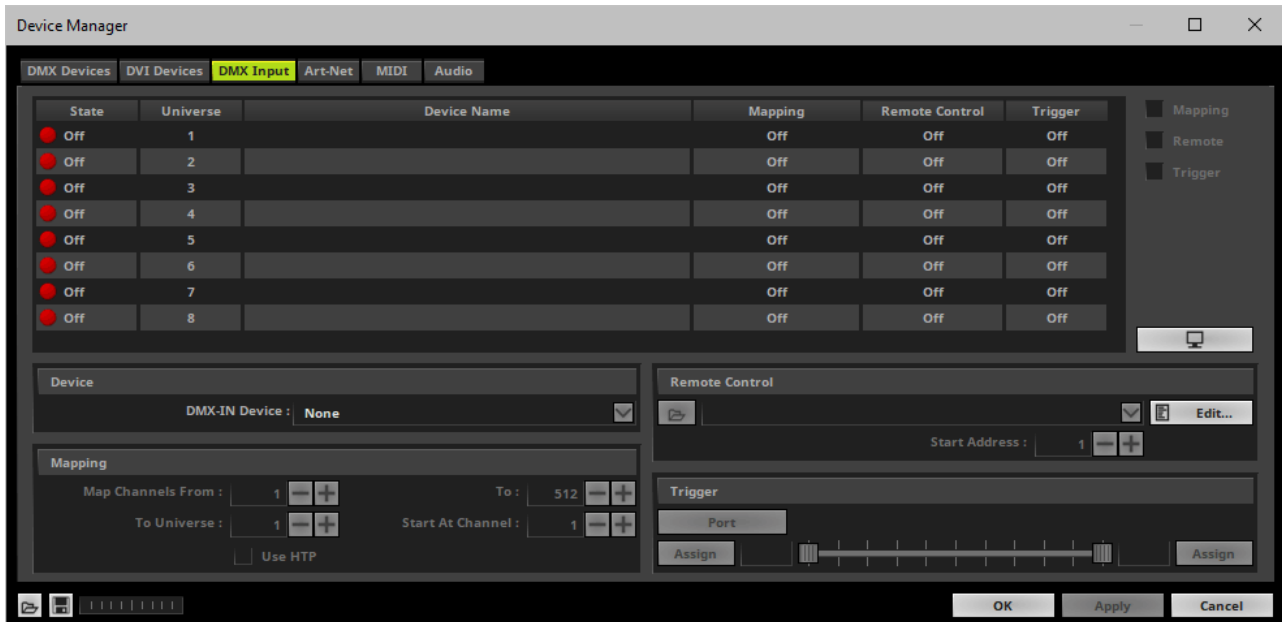 Device Manager
DMX Devices DVI Devices DMX Input Art-Net MIDI Audio
State Universe Device Name Mapping Remote Control Trigger
Off 1 Off Off Off
Off 2 Off Off Off
Off 3 Off Off Off
Off 4 Off Off Off
Off 5 Off Off Off
Off 6 Off Off Off
Off 7 Off Off Off
Off 8 Off Off Off
Mapping
Remote
Trigger
Device
DMX-IN Device : None
Mapping
Map Channels From : 1 To : 512
To Universe : 1 Start At Channel : 1
Use HTP
Remote Control
Edit...
Start Address : 1
Trigger
Port
Assign Assign
OK Apply Cancel